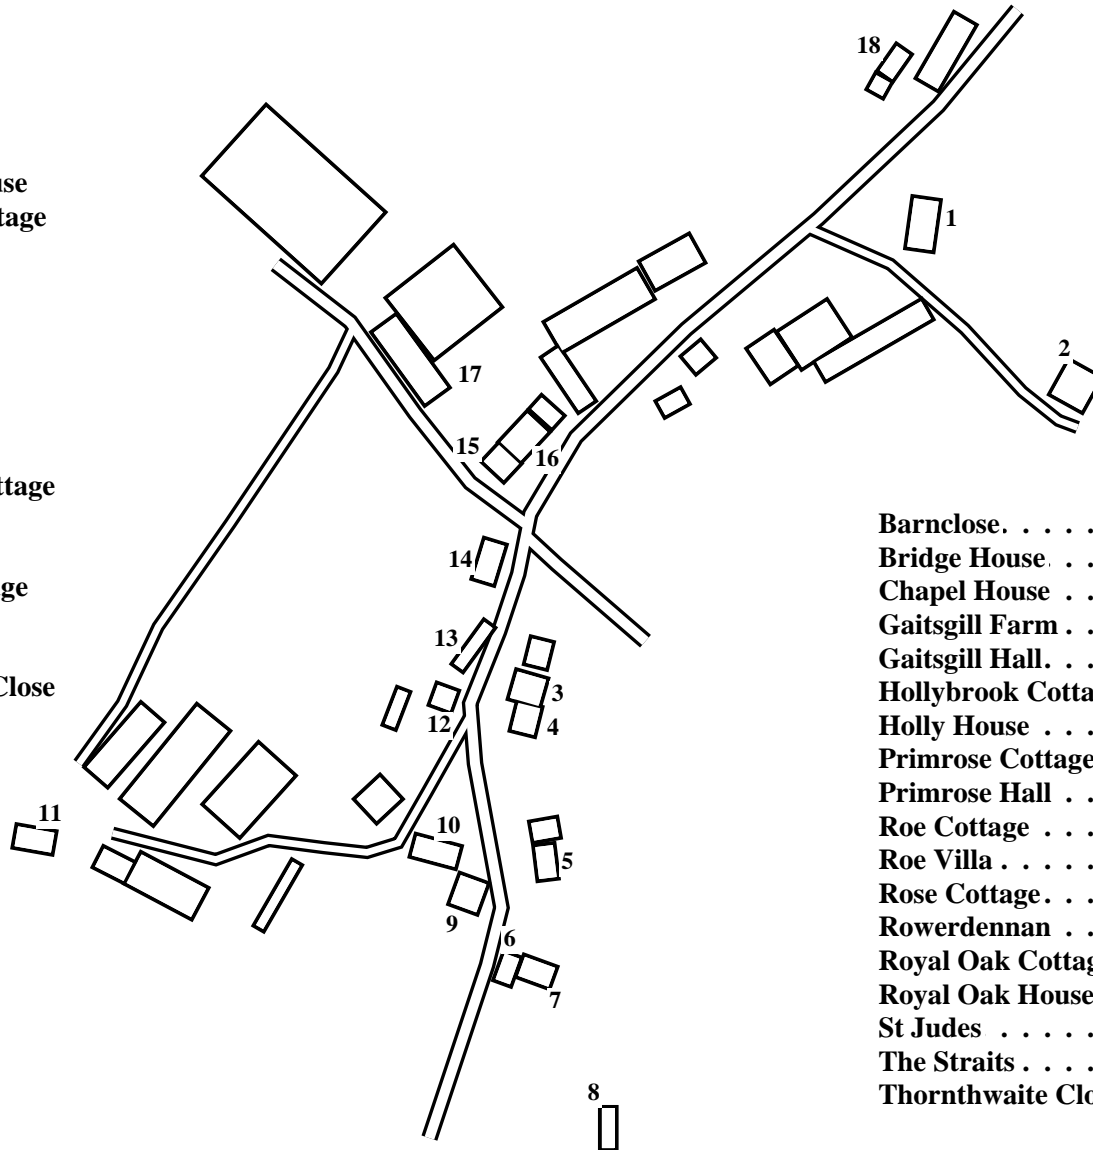 18
use
tage
1
2
17
15
16
ttage
14
ge
13
Close
3
12
4
11
10
5
9
6
7
8
Barnclose. . . . .
Bridge House. . .
Chapel House . .
Gaitsgill Farm . .
Gaitsgill Hall. . .
Hollybrook Cotta
Holly House . . .
Primrose Cottage
Primrose Hall . .
Roe Cottage . . .
Roe Villa . . . . .
Rose Cottage. . .
Rowerdennan . .
Royal Oak Cottag
Royal Oak House
St Judes . . . . .
The Straits . . . .
Thornthwaite Clo